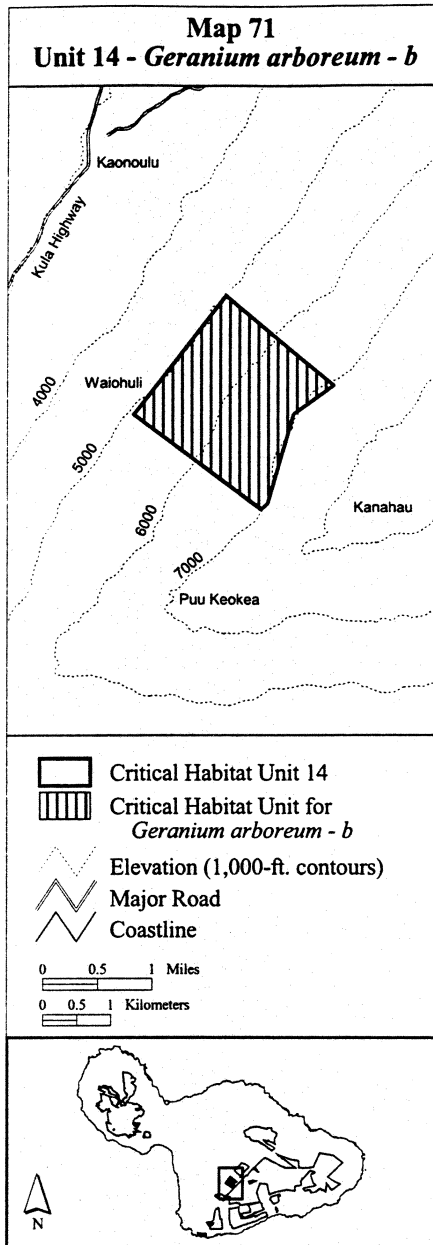 Map 71
Unit 14 - Geranium arboreum - b
Kaonoulu
Kula Highway
Waiohuli
4000
5000
6000
7000
Kanahau
Puu Keokea
Critical Habitat Unit 14
Critical Habitat Unit for
Geranium arboreum - b
Elevation (1,000-ft. contours)
Major Road
Coastline
0 0.5 1 Miles
0 0.5 1 Kilometers
N